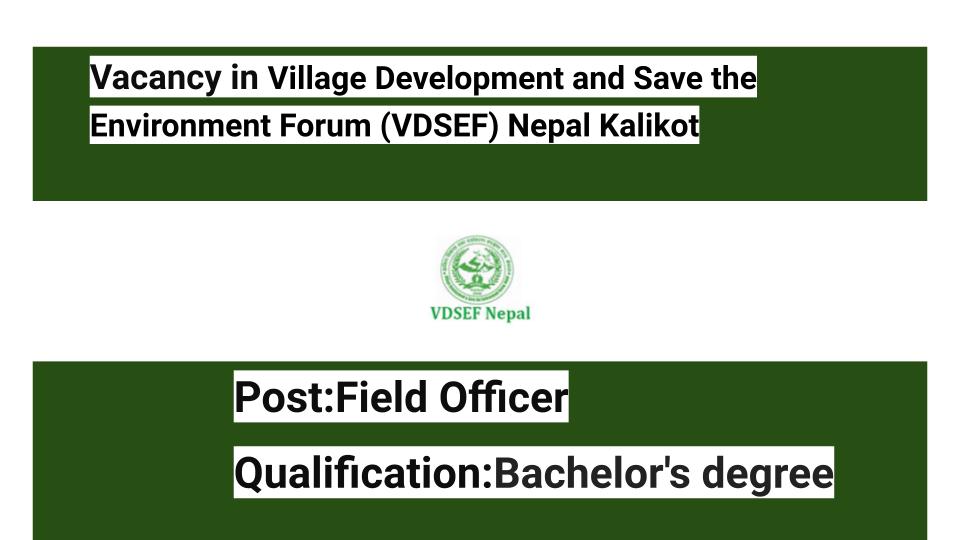 Vacancy in Village Development and Save the
Environment Forum (VDSEF) Nepal Kalikot
VDSEF Nepal
Post:Field Officer
Qualification:Bachelor's degree